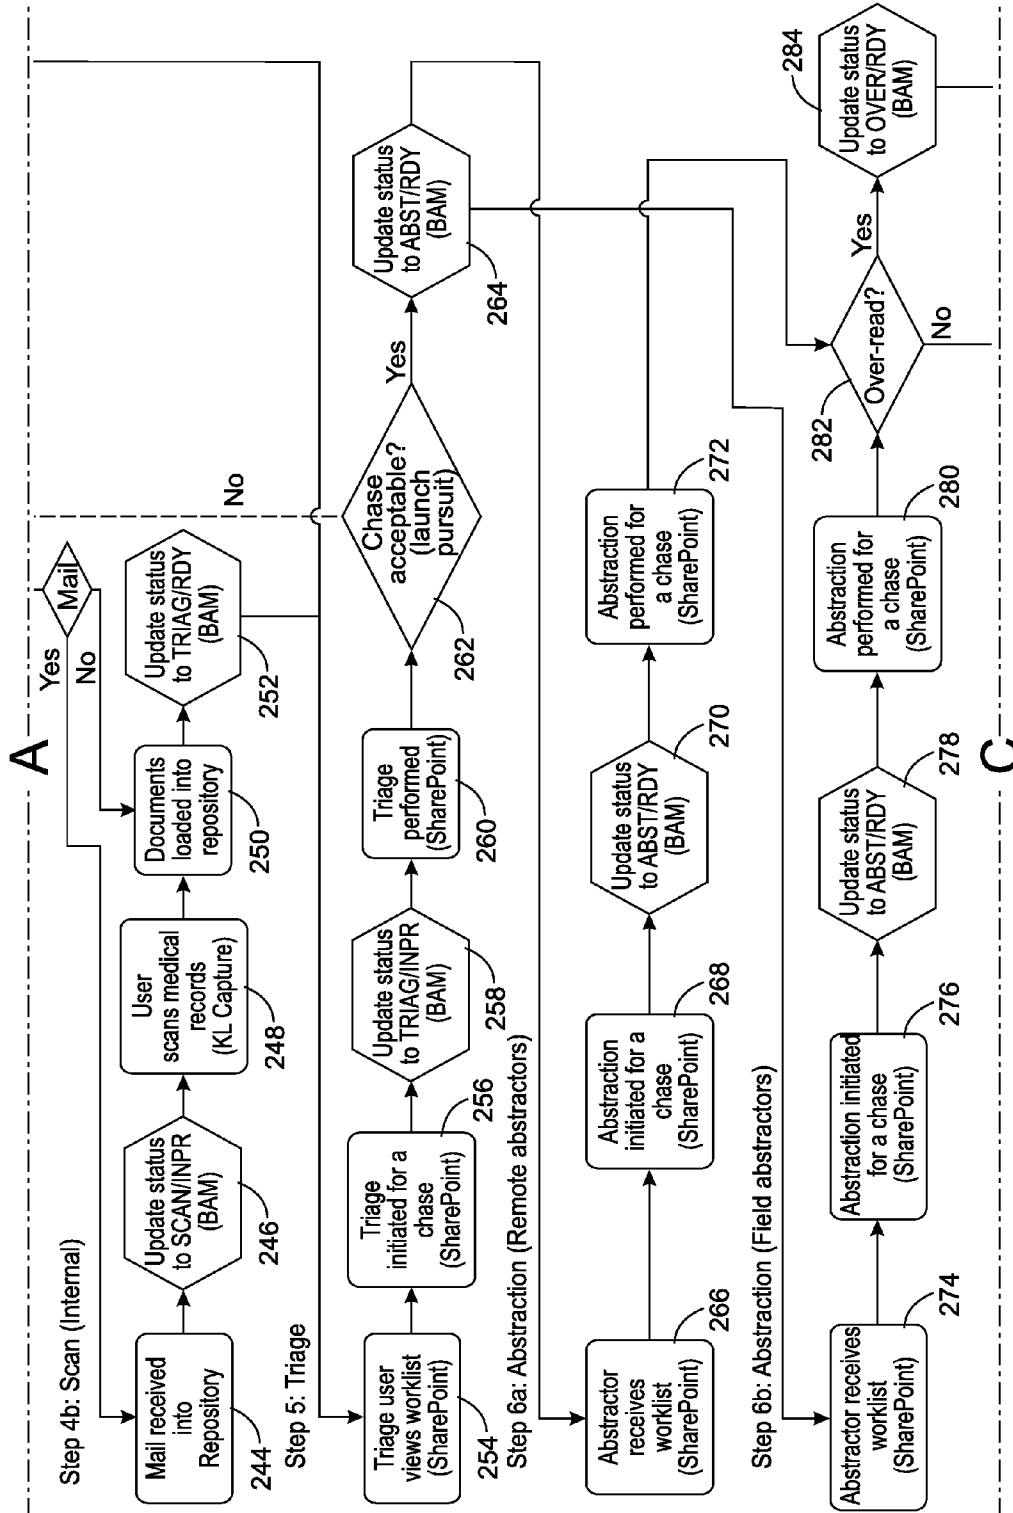 A
Yes
Mail
No
Step 4b: Scan (Internal)
Mail received
into
Repository
244
Update status
to SCAN/INPR
(BAM)
246
User
scans medical
records
(KL Capture)
248
Documents
loaded into
repository
250
Update status
to TRIAG/RDY
(BAM)
252
Step 5: Triage
Triage user
views worklist
(SharePoint)
254
Triage
initiated for a
chase
(SharePoint)
256
Update status
to TRIAG/INPR
(BAM)
258
Triage
performed
(SharePoint)
260
Chase
acceptable?
(launch
pursuit)
262
No
Yes
Update status
to ABST/RDY
(BAM)
264
Step 6a: Abstraction (Remote abstractors)
Abstractor
receives
worklist
(SharePoint)
266
Abstraction
initiated for a
chase
(SharePoint)
268
Update status
to ABST/RDY
(BAM)
270
Abstraction
performed for
a chase
(SharePoint)
272
Step 6b: Abstraction (Field abstractors)
Abstractor receives
worklist
(SharePoint)
274
Abstraction initiated
for a chase
(SharePoint)
276
Update status
to ABST/RDY
(BAM)
278
Abstraction
performed for
a chase
(SharePoint)
280
Over-read?
282
Yes
No
Update status
to OVER/RDY
(BAM)
284
C